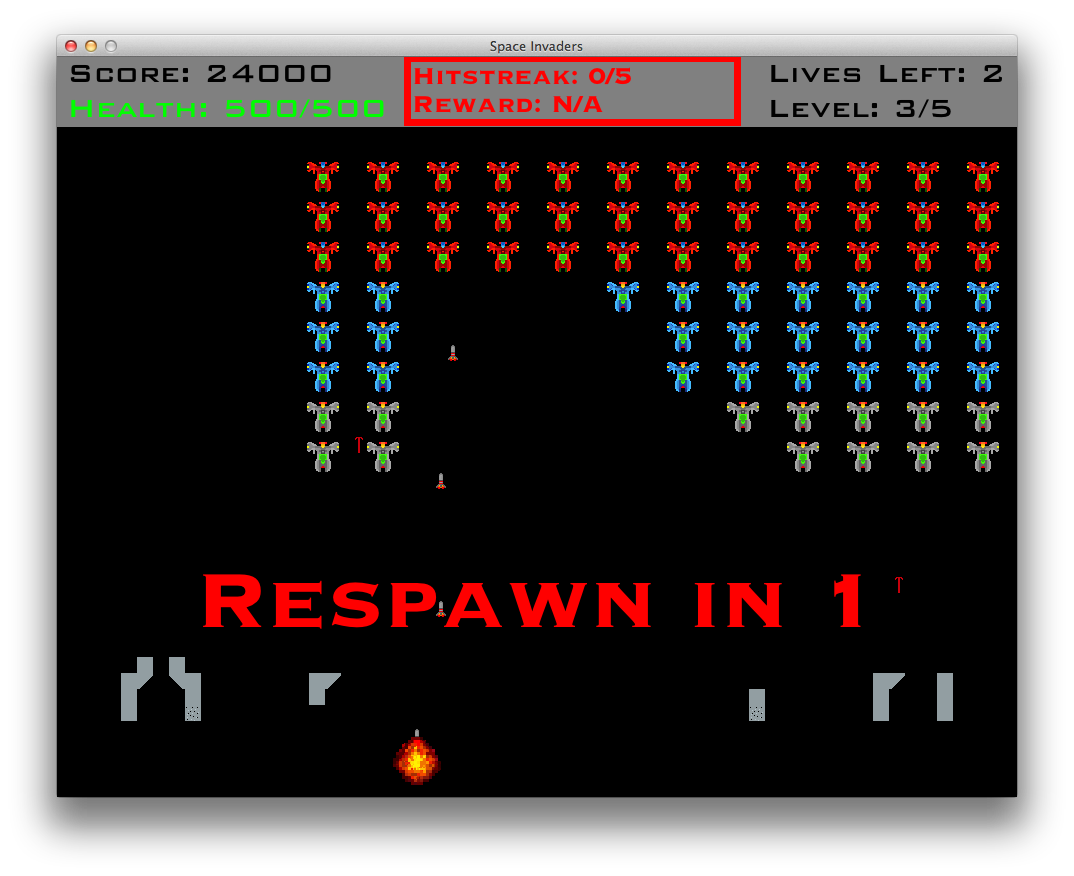 Space Invaders
Score: 24000
Health: 500/500
Hitstreak: 0/5
Reward: N/A
Lives Left: 2
Level: 3/5
Respawn in 1